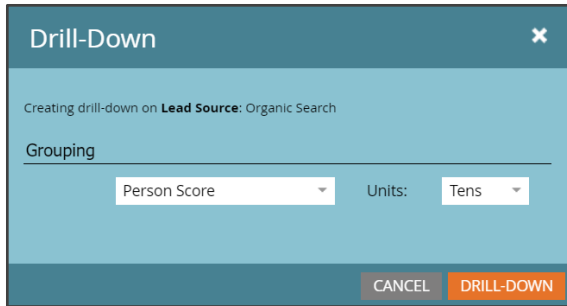 Drill-Down
Creating drill-down on Lead Source: Organic Search
Grouping
Person Score Units: Tens
CANCEL DRILL-DOWN